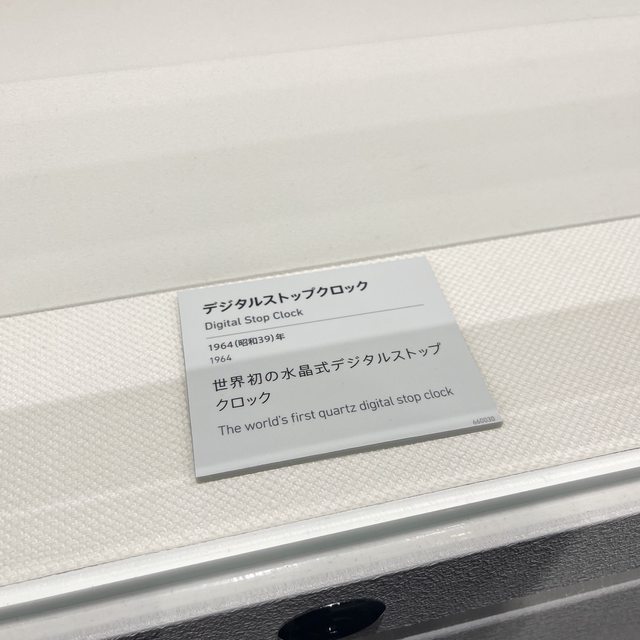 デジタルストップクロック
Digital Stop Clock
1964(昭和39)年
1964
世界初の水晶式デジタルストップ
クロック
The world's first quartz digital stop clock
660030